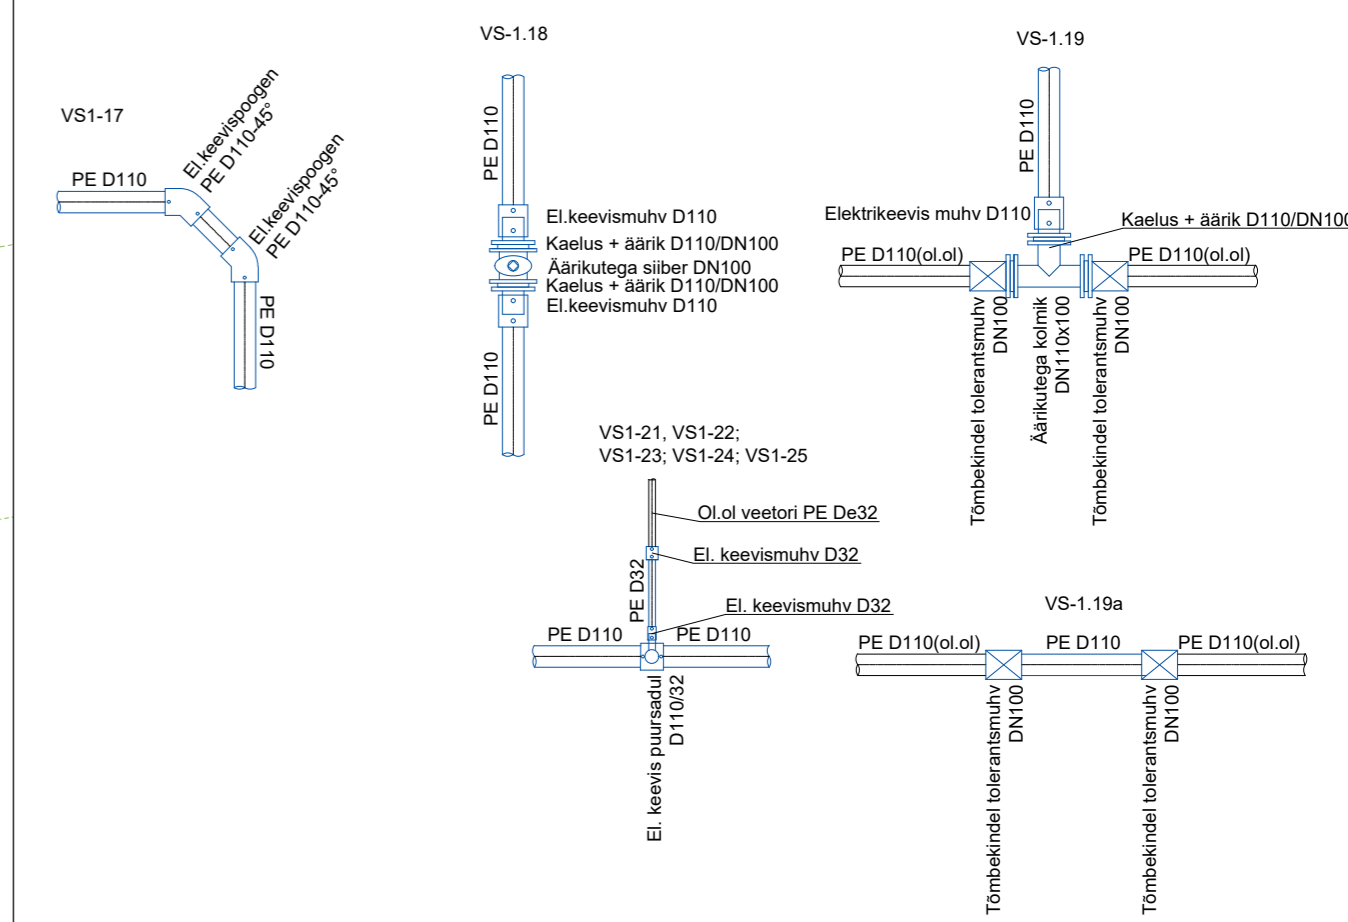 VS1-17
El.keevispoogen
PE D110-45°
El.keevispoogen
PE D110-45°
PE D110
PE D110
VS-1.18
PE D110
El.keevismuhv D110
Kaelus + äärik D110/DN100
Äärikutega siiber DN100
Kaelus + äärik D110/DN100
El.keevismuhv D110
PE D110
VS-1.19
PE D110
Elektrikeevis muhv D110
Kaelus + äärik D110/DN100
PE D110(ol.ol)
PE D110(ol.ol)
Tõmbekindel tolerantsmuhv
DN100
Äärikutega kolmik
DN110x100
Tõmbekindel tolerantsmuhv
DN100
VS1-21, VS1-22;
VS1-23; VS1-24; VS1-25
Ol.ol veetori PE De32
El. keevismuhv D32
PE D32
El. keevismuhv D32
PE D110
PE D110
El. keevis puursadul
D110/32
VS-1.19a
PE D110(ol.ol)
PE D110
PE D110(ol.ol)
Tõmbekindel tolerantsmuhv
DN100
Tõmbekindel tolerantsmuhv
DN100